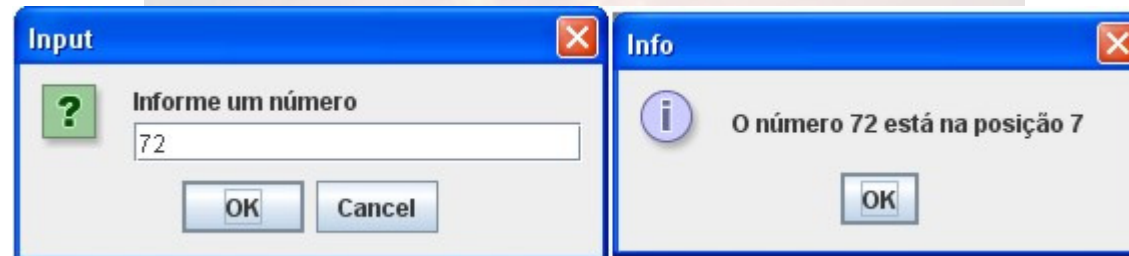 Input
Informe um número
72
OK
Cancel
Info
O número 72 está na posição 7
OK